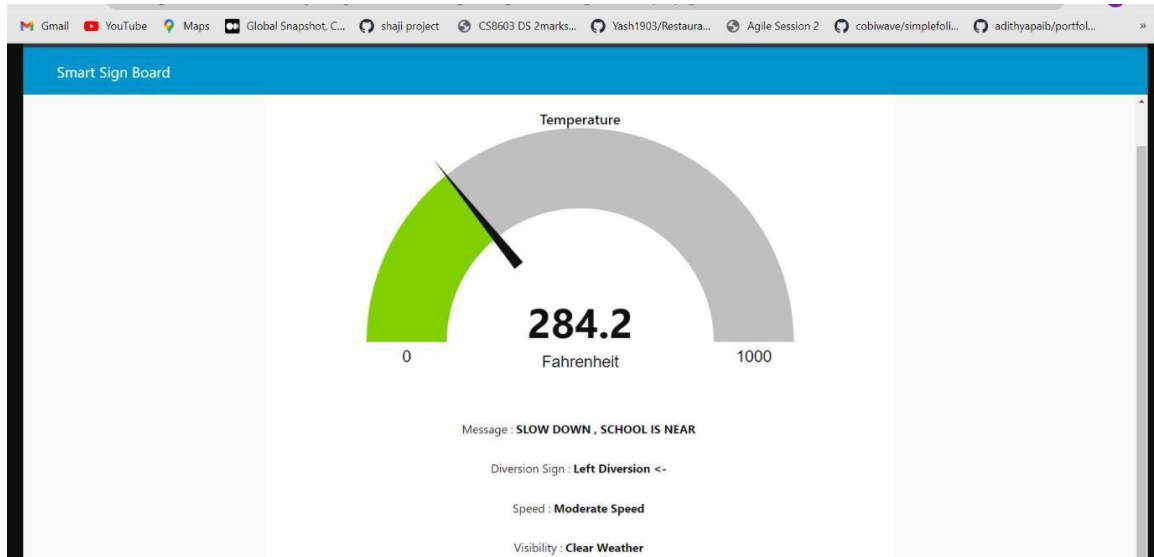 Gmail YouTube Maps Global Snapshot, C... shaji project CS8603 DS 2marks... Yash1903/Restaura... Agile Session 2 cobiwave/simplefoli... adithyapaib/portfol... »
Smart Sign Board
Temperature
284.2
0 Fahrenheit 1000
Message : SLOW DOWN , SCHOOL IS NEAR
Diversion Sign : Left Diversion <-
Speed : Moderate Speed
Visibility : Clear Weather